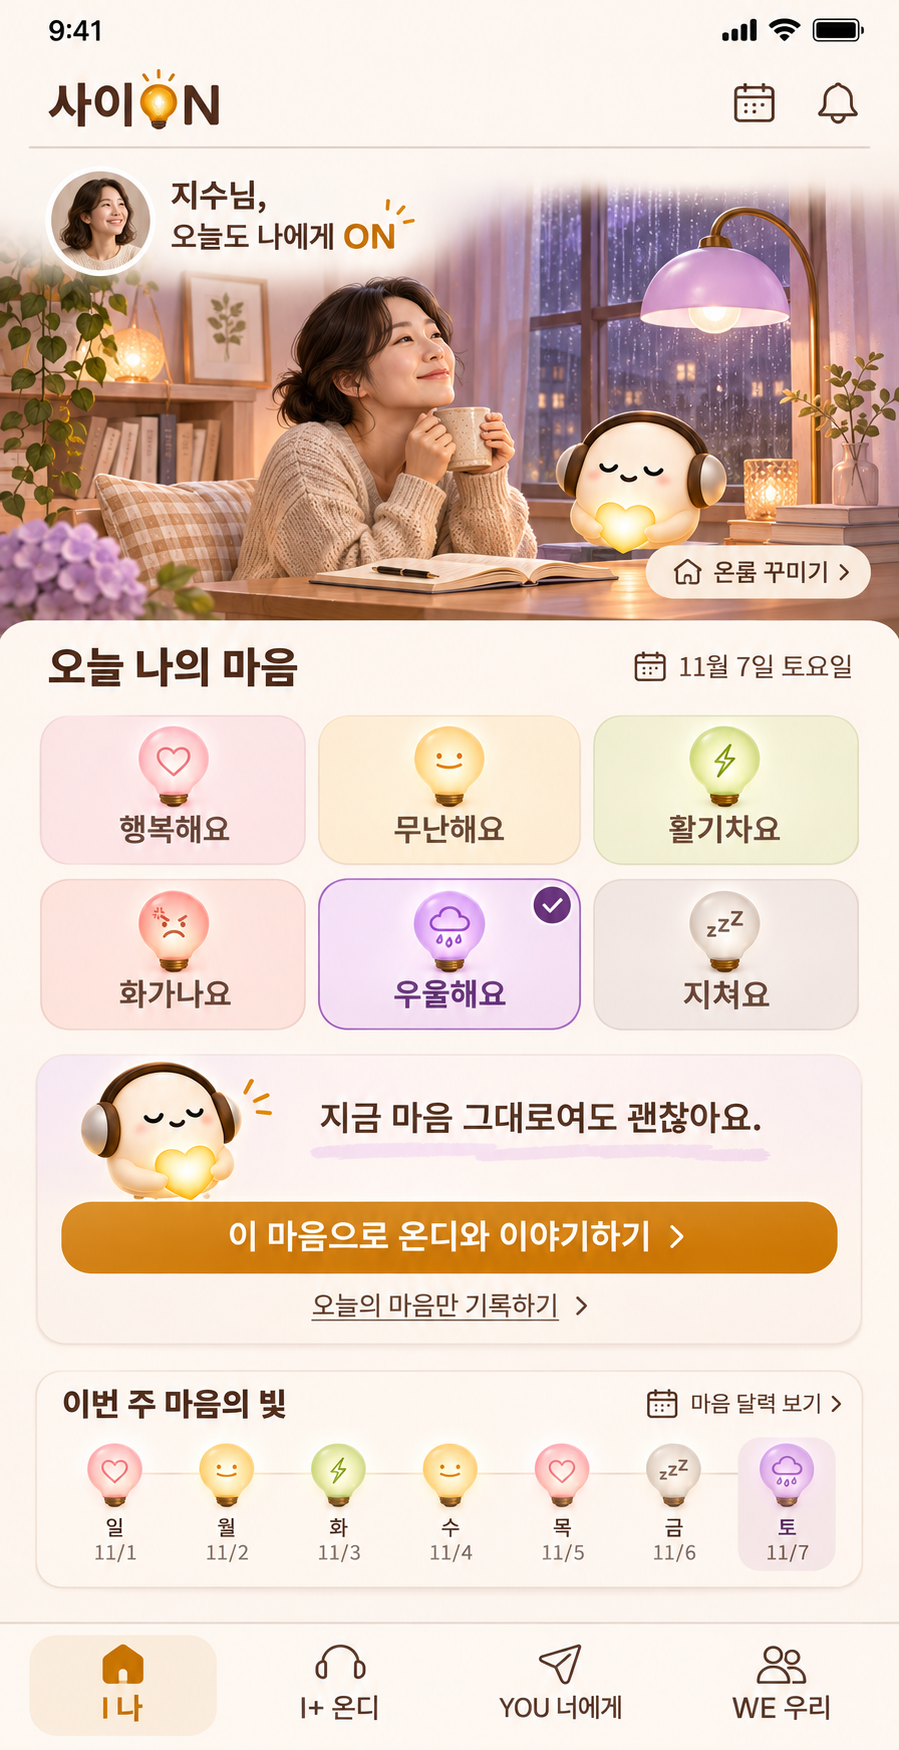 9:41
사이ON
지수님,
오늘도 나에게 ON
온룸 꾸미기 >
오늘 나의 마음
11월 7일 토요일
행복해요
무난해요
활기차요
화가나요
우울해요
zzZ
지쳐요
지금 마음 그대로여도 괜찮아요.
이 마음으로 온디와 이야기하기 >
오늘의 마음만 기록하기 >
이번 주 마음의 빛
마음 달력 보기 >
zzZ
일 월 화 수 목 금 토
11/1 11/2 11/3 11/4 11/5 11/6 11/7
I 나
I+ 온디
YOU 너에게
WE 우리